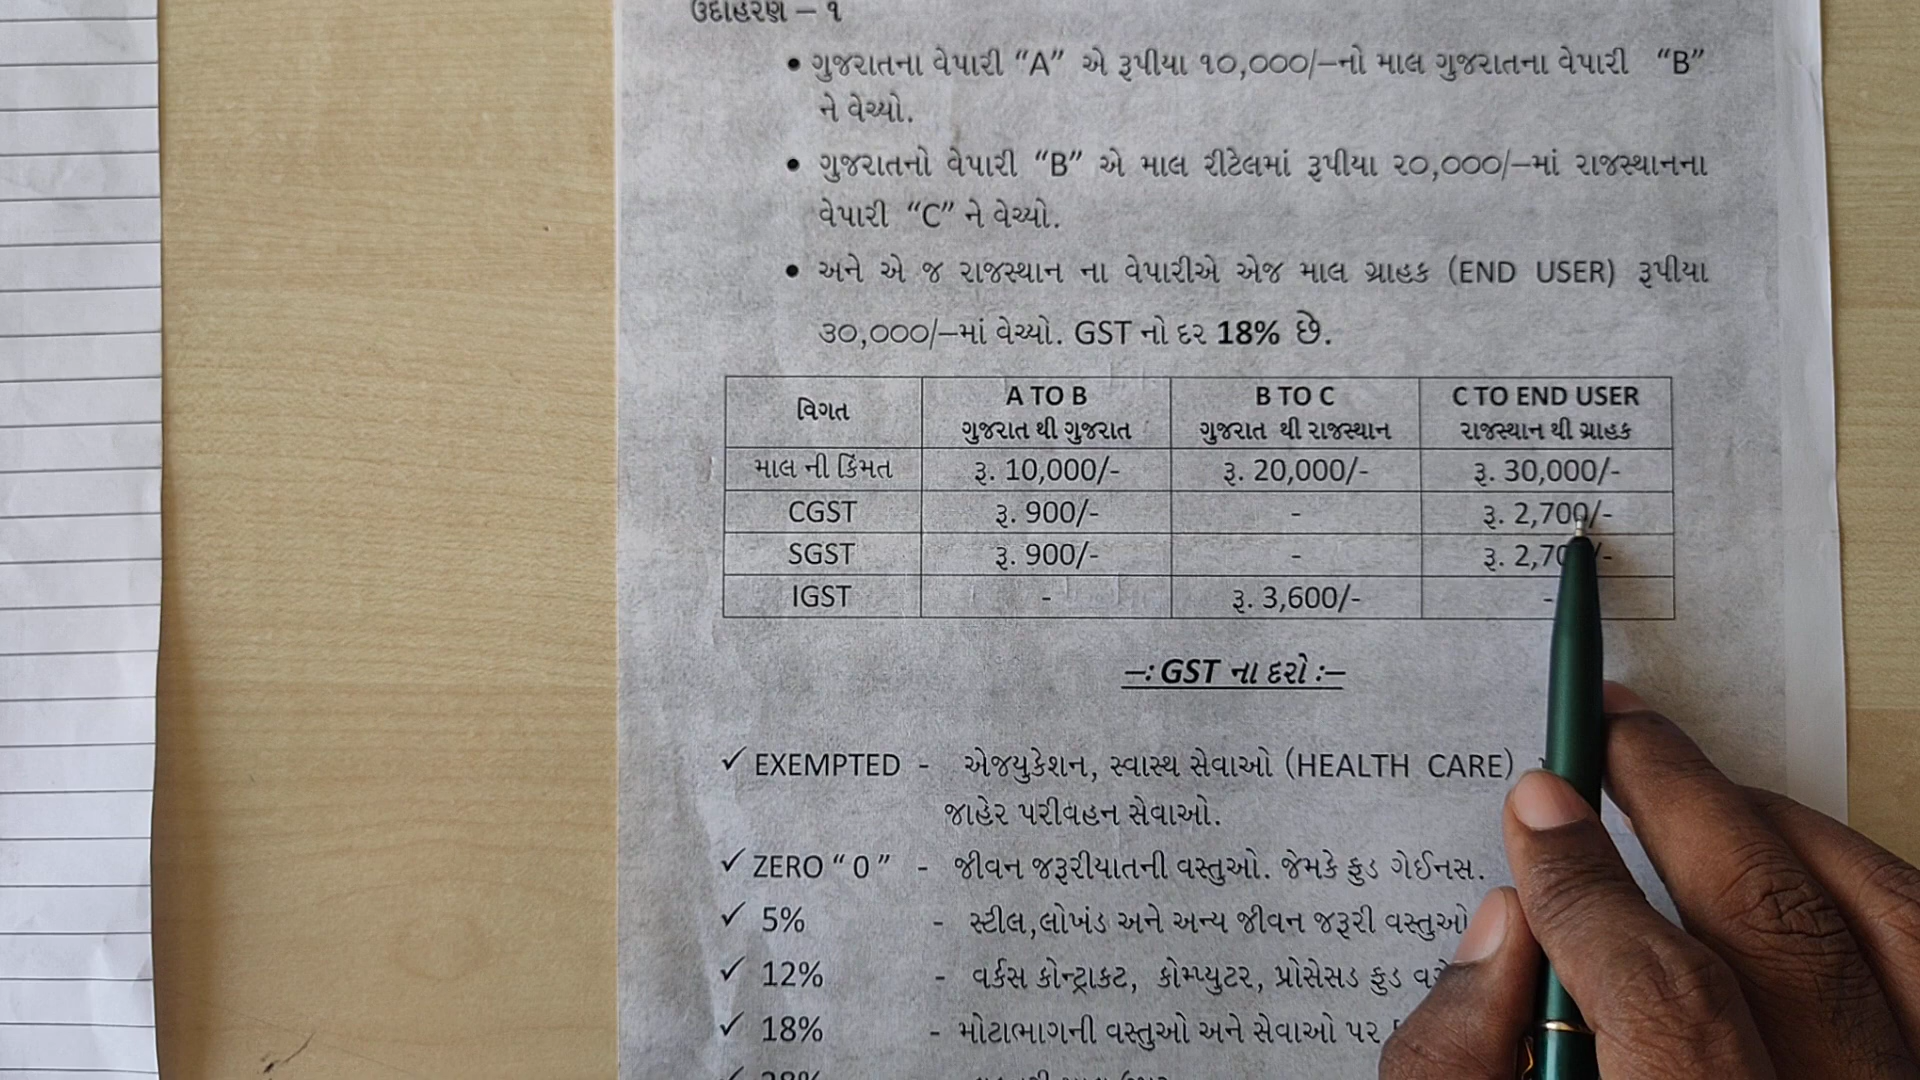 ઉદાહરણ – ૧
• ગુજરાતના વેપારી “A” એ રૂપીયા ૧૦,૦૦૦/–નો માલ ગુજરાતના વેપારી “B”
ને વેચ્યો.
• ગુજરાતનો વેપારી “B” એ માલ રીટેલમાં રૂપીયા ૨૦,૦૦૦/–માં રાજસ્થાનના
વેપારી “C” ને વેચ્યો.
• અને એ જ રાજસ્થાન ના વેપારીએ એજ માલ ગ્રાહક (END USER) રૂપીયા
૩૦,૦૦૦/–માં વેચ્યો. GST નો દર 18% છે.
વિગત A TO B B TO C C TO END USER
ગુજરાત થી ગુજરાત ગુજરાત થી રાજસ્થાન રાજસ્થાન થી ગ્રાહક
માલ ની કિંમત રૂ. 10,000/- રૂ. 20,000/- રૂ. 30,000/-
CGST રૂ. 900/- - રૂ. 2,700/-
SGST રૂ. 900/- - રૂ. 2,70 /-
IGST - રૂ. 3,600/- -
–: GST ના દરો :–
✓ EXEMPTED - એજયુકેશન, સ્વાસ્થ સેવાઓ (HEALTH CARE)
જાહેર પરીવહન સેવાઓ.
✓ ZERO “ 0 ” - જીવન જરૂરીયાતની વસ્તુઓ. જેમકે ફુડ ગેઈનસ.
✓ 5% - સ્ટીલ,લોખંડ અને અન્ય જીવન જરૂરી વસ્તુઓ
✓ 12% - વર્કસ કોન્ટ્રાકટ, કોમ્પ્યુટર, પ્રોસેસડ ફુડ
✓ 18% - મોટાભાગની વસ્તુઓ અને સેવાઓ પર
✓ 28%